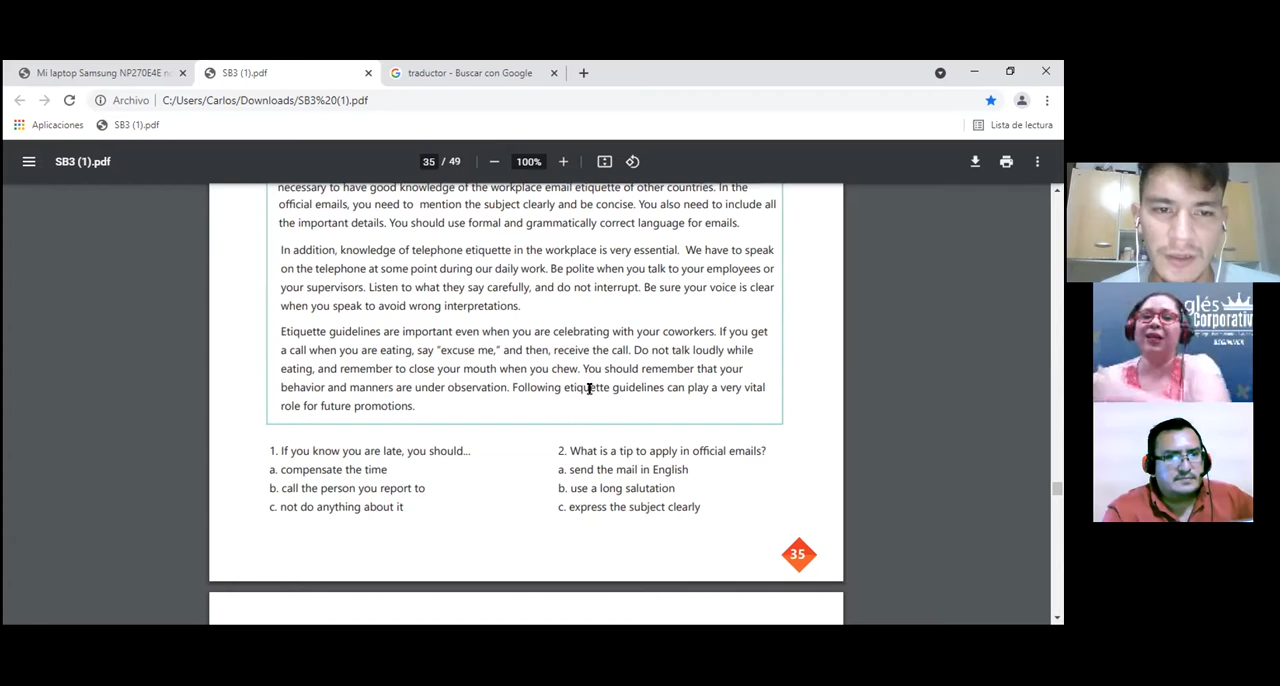 Mi laptop Samsung NP270E4E no
SB3 (1).pdf
traductor - Buscar con Google
Archivo
C:/Users/Carlos/Downloads/SB3%20(1).pdf
Aplicaciones
SB3 (1).pdf
Lista de lectura
SB3 (1).pdf
35 / 49
100%
necessary to have good knowledge of the workplace email etiquette of other countries. In the
official emails, you need to mention the subject clearly and be concise. You also need to include all
the important details. You should use formal and grammatically correct language for emails.
In addition, knowledge of telephone etiquette in the workplace is very essential. We have to speak
on the telephone at some point during our daily work. Be polite when you talk to your employees or
your supervisors. Listen to what they say carefully, and do not interrupt. Be sure your voice is clear
when you speak to avoid wrong interpretations.
Etiquette guidelines are important even when you are celebrating with your coworkers. If you get
a call when you are eating, say “excuse me,” and then, receive the call. Do not talk loudly while
eating, and remember to close your mouth when you chew. You should remember that your
behavior and manners are under observation. Following etiquette guidelines can play a very vital
role for future promotions.
1. If you know you are late, you should...
a. compensate the time
b. call the person you report to
c. not do anything about it
2. What is a tip to apply in official emails?
a. send the mail in English
b. use a long salutation
c. express the subject clearly
35
glés
Corporativ